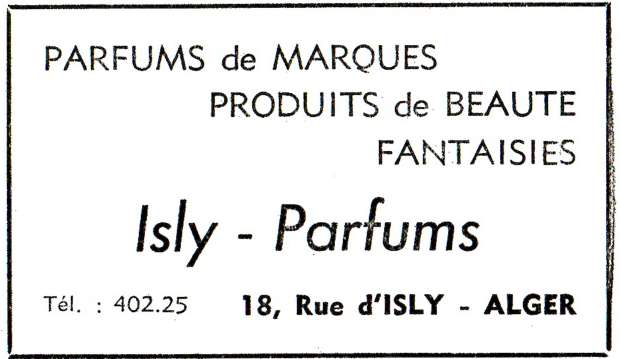 PARFUMS de MARQUES
PRODUITS de BEAUTE
FANTAISIES
Isly - Parfums
Tél. : 402.25 18, Rue d'ISLY - ALGER